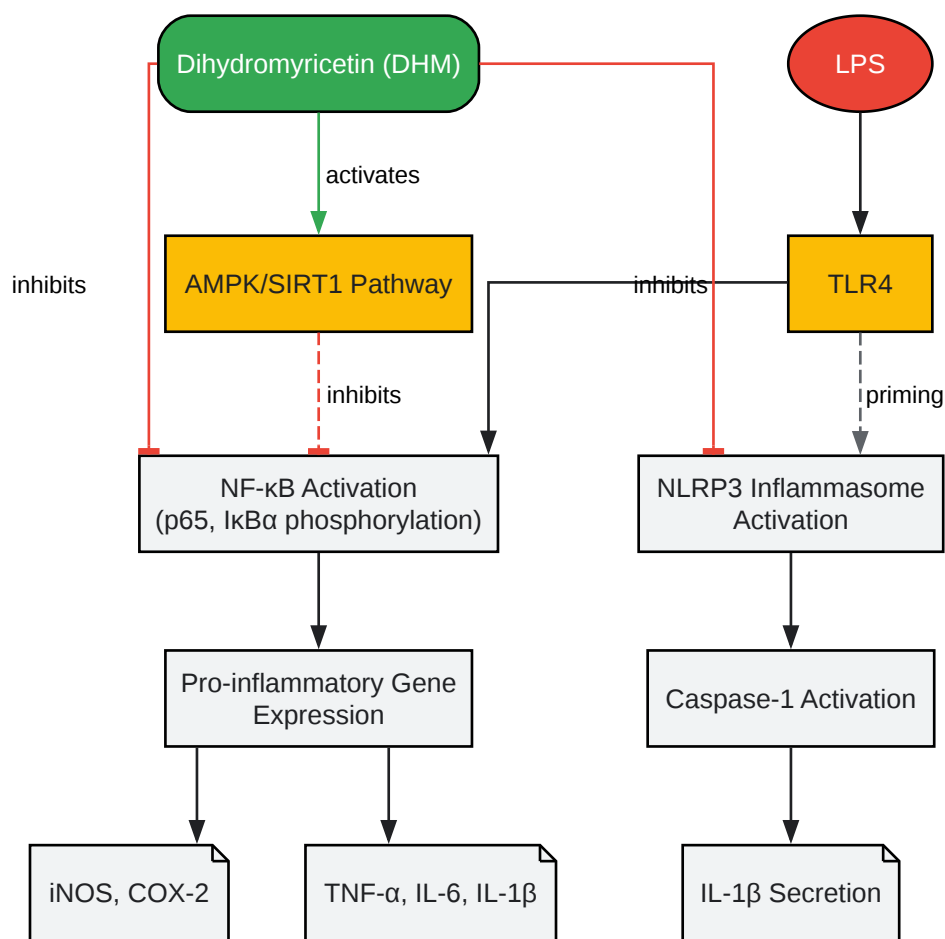 Dihydromyricetin (DHM)
LPS
activates
inhibits
AMPK/SIRT1 Pathway
inhibits
TLR4
inhibits
priming
NF-κB Activation
(p65, IκBα phosphorylation)
NLRP3 Inflammasome
Activation
Pro-inflammatory Gene
Expression
Caspase-1 Activation
iNOS, COX-2
TNF-α, IL-6, IL-1β
IL-1β Secretion